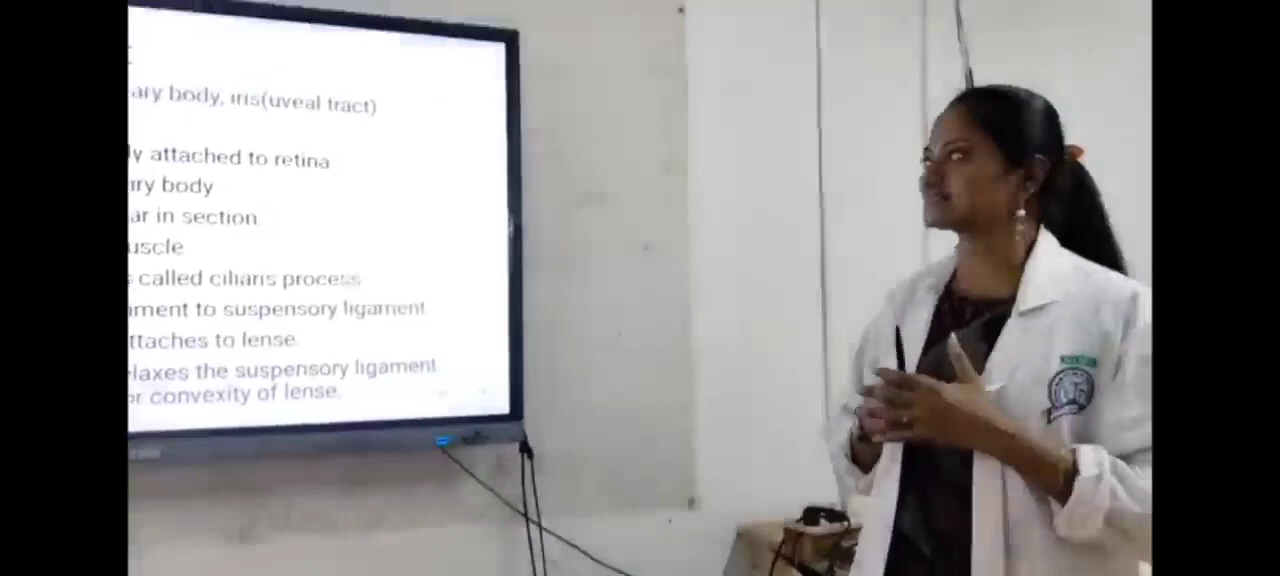 ary body, iris(uveal tract)
ly attached to retina
ary body
ar in section
uscle
s called ciliaris process
ment to suspensory ligament
ttaches to lense.
laxes the suspensory ligament
or convexity of lense.